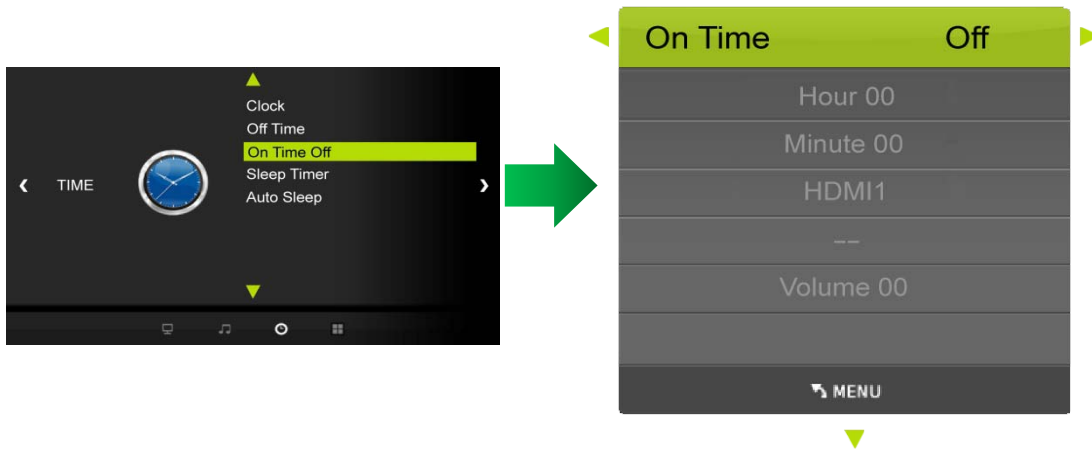 TIME
Clock
Off Time
On Time Off
Sleep Timer
Auto Sleep
On Time Off
Hour 00
Minute 00
HDMI1
--
Volume 00
MENU